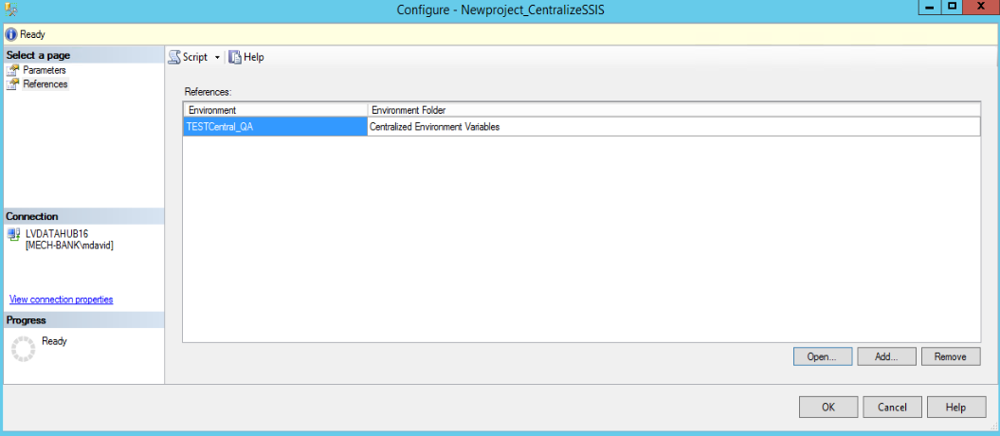 Configure - Newproject_CentralizeSSIS
X
Ready
Select a page
Parameters
References
Script
Help
References:
Environment
Environment Folder
TESTCentral_QA
Centralized Environment Variables
Connection
LVDATAHUB16
[MECH-BANK\mdavid]
View connection properties
Progress
Ready
Open...
Add...
Remove
OK
Cancel
Help